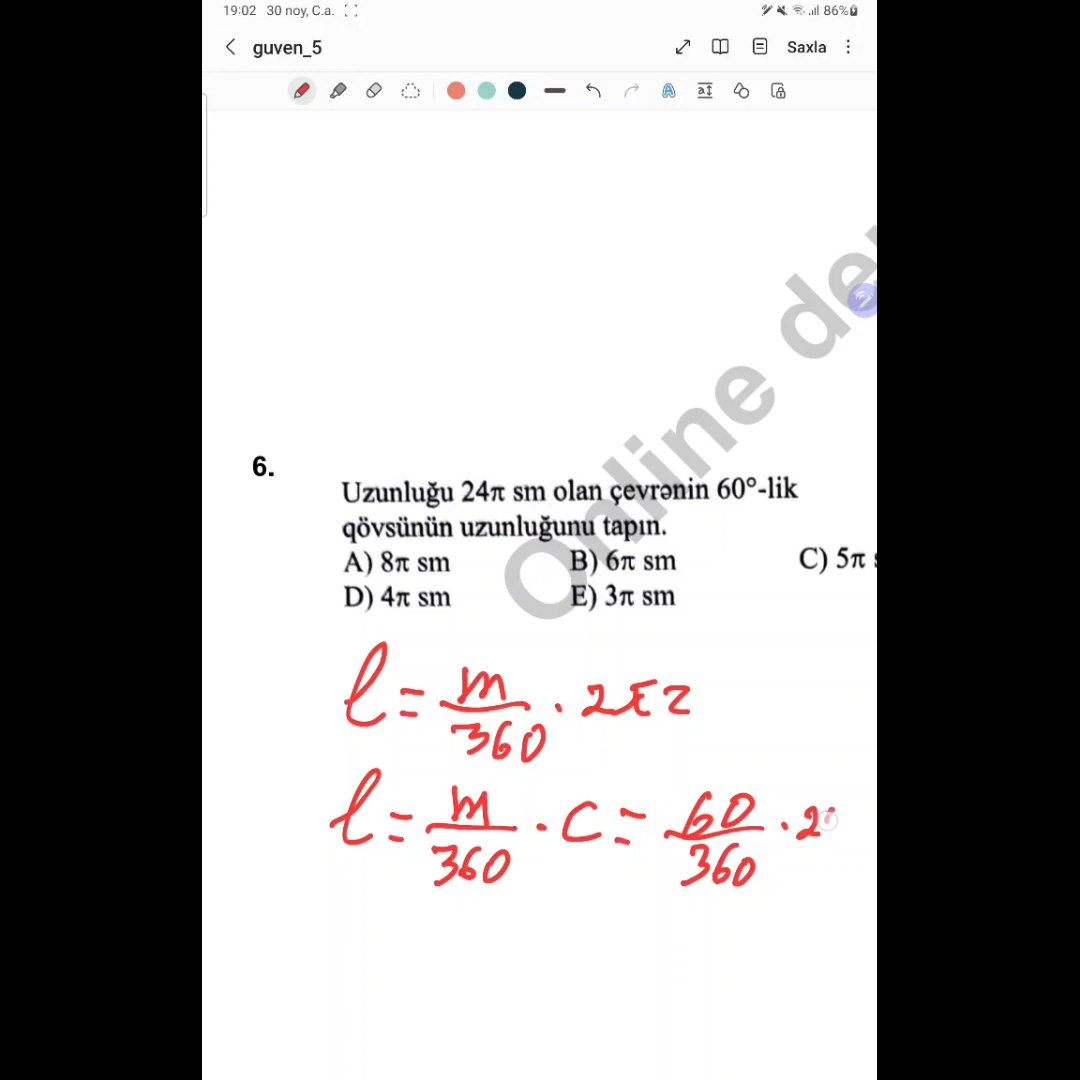 19:02 30 noy, C.a. 86%
guven_5 Saxla
6.
Uzunluğu 24π sm olan çevrənin 60°-lik
qövsünün uzunluğunu tapın.
A) 8π sm B) 6π sm C) 5π
D) 4π sm E) 3π sm
Online
l = m/360 · 2πr
l = m/360 · C = 60/360 · 2